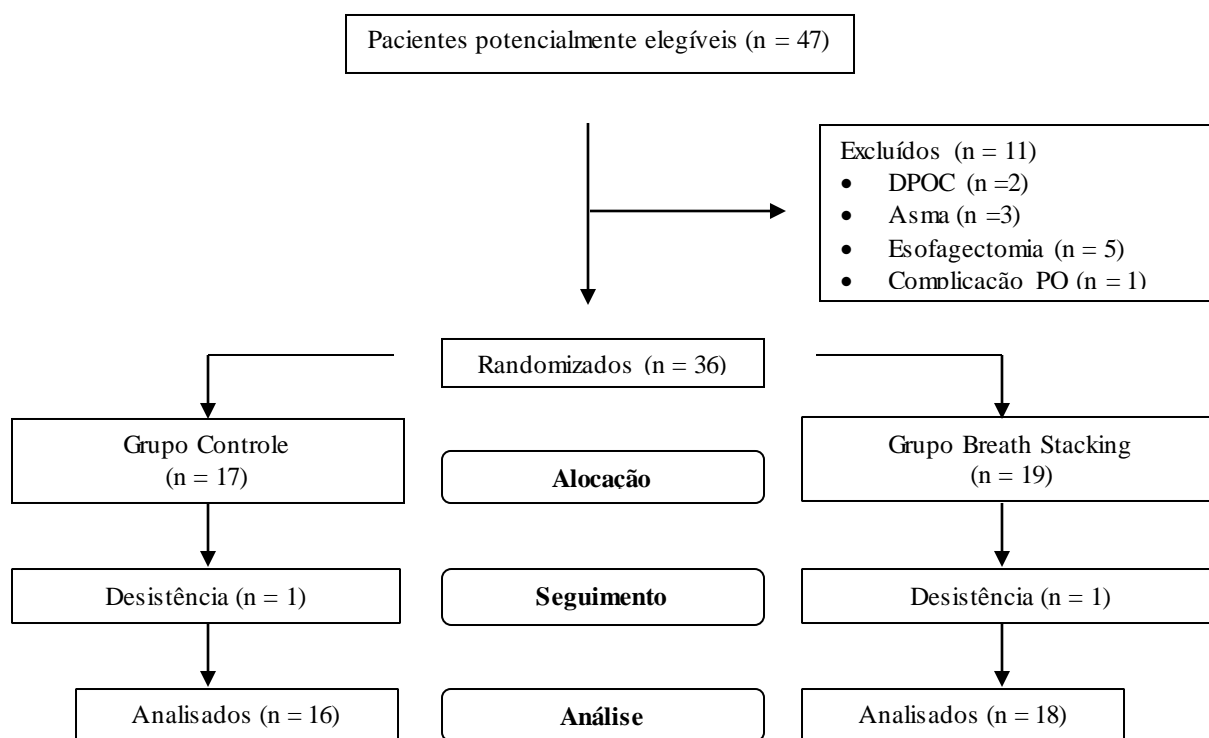 Pacientes potencialmente elegíveis (n = 47)
Excluídos (n = 11)
• DPOC (n =2)
• Asma (n =3)
• Esofagectomia (n = 5)
• Complicação PO (n = 1)
Randomizados (n = 36)
Grupo Controle
(n = 17)
Alocação
Grupo Breath Stacking
(n = 19)
Desistência (n = 1)
Seguimento
Desistência (n = 1)
Analisados (n = 16)
Análise
Analisados (n = 18)